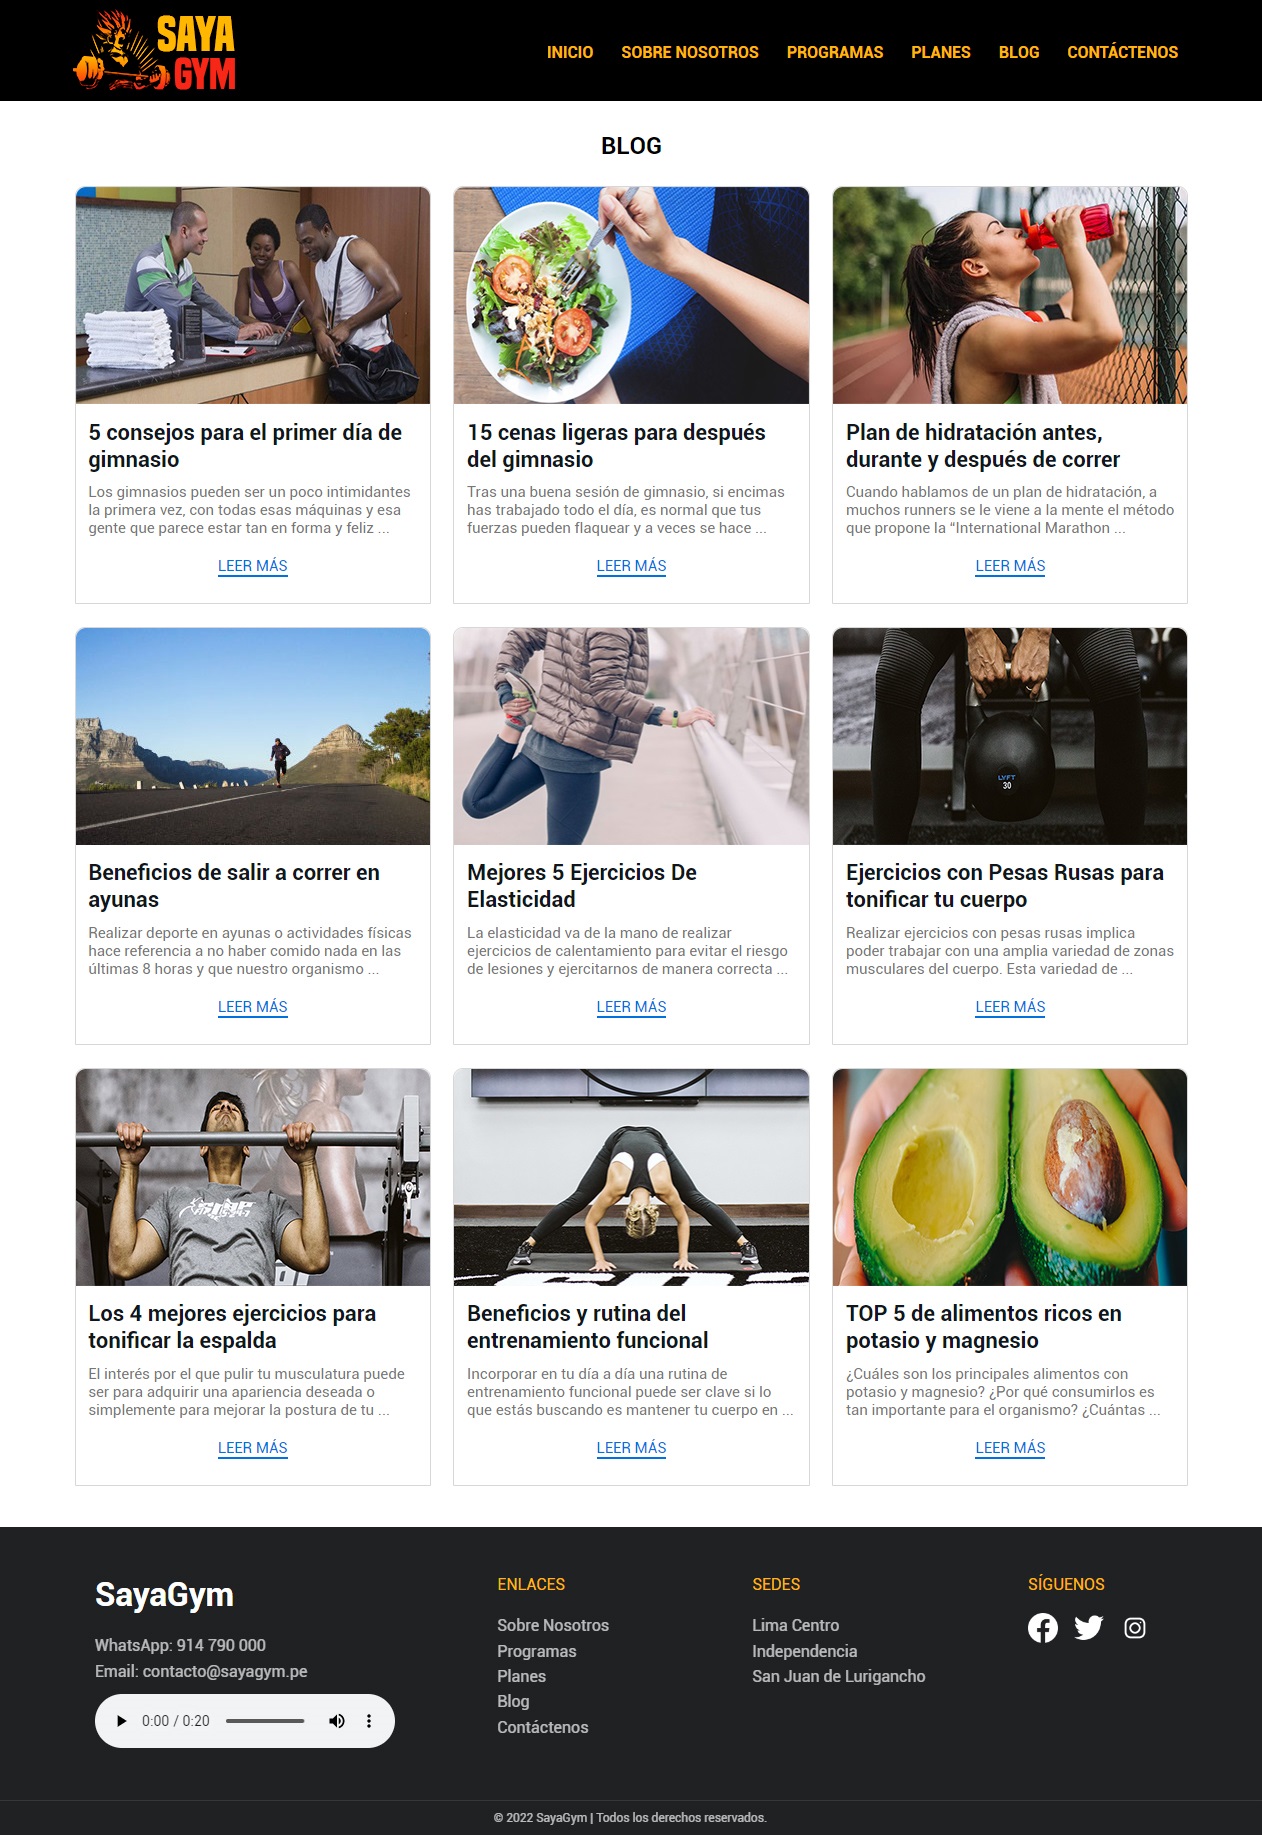 SAYA
GYM
INICIO SOBRE NOSOTROS PROGRAMAS PLANES BLOG CONTÁCTENOS
BLOG
5 consejos para el primer día de
gimnasio
Los gimnasios pueden ser un poco intimidantes
la primera vez, con todas esas máquinas y esa
gente que parece estar tan en forma y feliz ...
LEER MÁS
15 cenas ligeras para después
del gimnasio
Tras una buena sesión de gimnasio, si encimas
has trabajado todo el día, es normal que tus
fuerzas pueden flaquear y a veces se hace ...
LEER MÁS
Plan de hidratación antes,
durante y después de correr
Cuando hablamos de un plan de hidratación, a
muchos runners se le viene a la mente el método
que propone la “International Marathon ...
LEER MÁS
Beneficios de salir a correr en
ayunas
Realizar deporte en ayunas o actividades físicas
hace referencia a no haber comido nada en las
últimas 8 horas y que nuestro organismo ...
LEER MÁS
Mejores 5 Ejercicios De
Elasticidad
La elasticidad va de la mano de realizar
ejercicios de calentamiento para evitar el riesgo
de lesiones y ejercitarnos de manera correcta ...
LEER MÁS
LYFT
30
Ejercicios con Pesas Rusas para
tonificar tu cuerpo
Realizar ejercicios con pesas rusas implica
poder trabajar con una amplia variedad de zonas
musculares del cuerpo. Esta variedad de ...
LEER MÁS
Los 4 mejores ejercicios para
tonificar la espalda
El interés por el que pulir tu musculatura puede
ser para adquirir una apariencia deseada o
simplemente para mejorar la postura de tu ...
LEER MÁS
Beneficios y rutina del
entrenamiento funcional
Incorporar en tu día a día una rutina de
entrenamiento funcional puede ser clave si lo
que estás buscando es mantener tu cuerpo en ...
LEER MÁS
TOP 5 de alimentos ricos en
potasio y magnesio
¿Cuáles son los principales alimentos con
potasio y magnesio? ¿Por qué consumirlos es
tan importante para el organismo? ¿Cuántas ...
LEER MÁS
SayaGym
WhatsApp: 914 790 000
Email: contacto@sayagym.pe
0:00 / 0:20
ENLACES
Sobre Nosotros
Programas
Planes
Blog
Contáctenos
SEDES
Lima Centro
Independencia
San Juan de Lurigancho
SÍGUENOS
© 2022 SayaGym | Todos los derechos reservados.